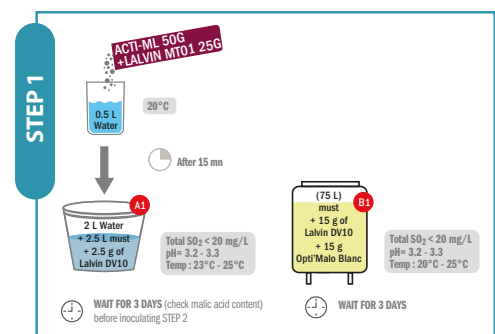 STEP 1
ACTI-ML 50G
+LALVIN MT01 25G
0.5 L
Water
20°C
After 15 mn
A1
2 L Water
+ 2.5 L must
+ 2.5 g of
Lalvin DV10
Total SO₂ < 20 mg/L
pH= 3.2 - 3.3
Temp : 23°C - 25°C
B1
(75 L)
must
+ 15 g of
Lalvin DV10
+ 15 g
Opti'Malo Blanc
Total SO₂ < 20 mg/L
pH= 3.2 - 3.3
Temp : 20°C - 25°C
WAIT FOR 3 DAYS (check malic acid content)
before inoculating STEP 2
WAIT FOR 3 DAYS